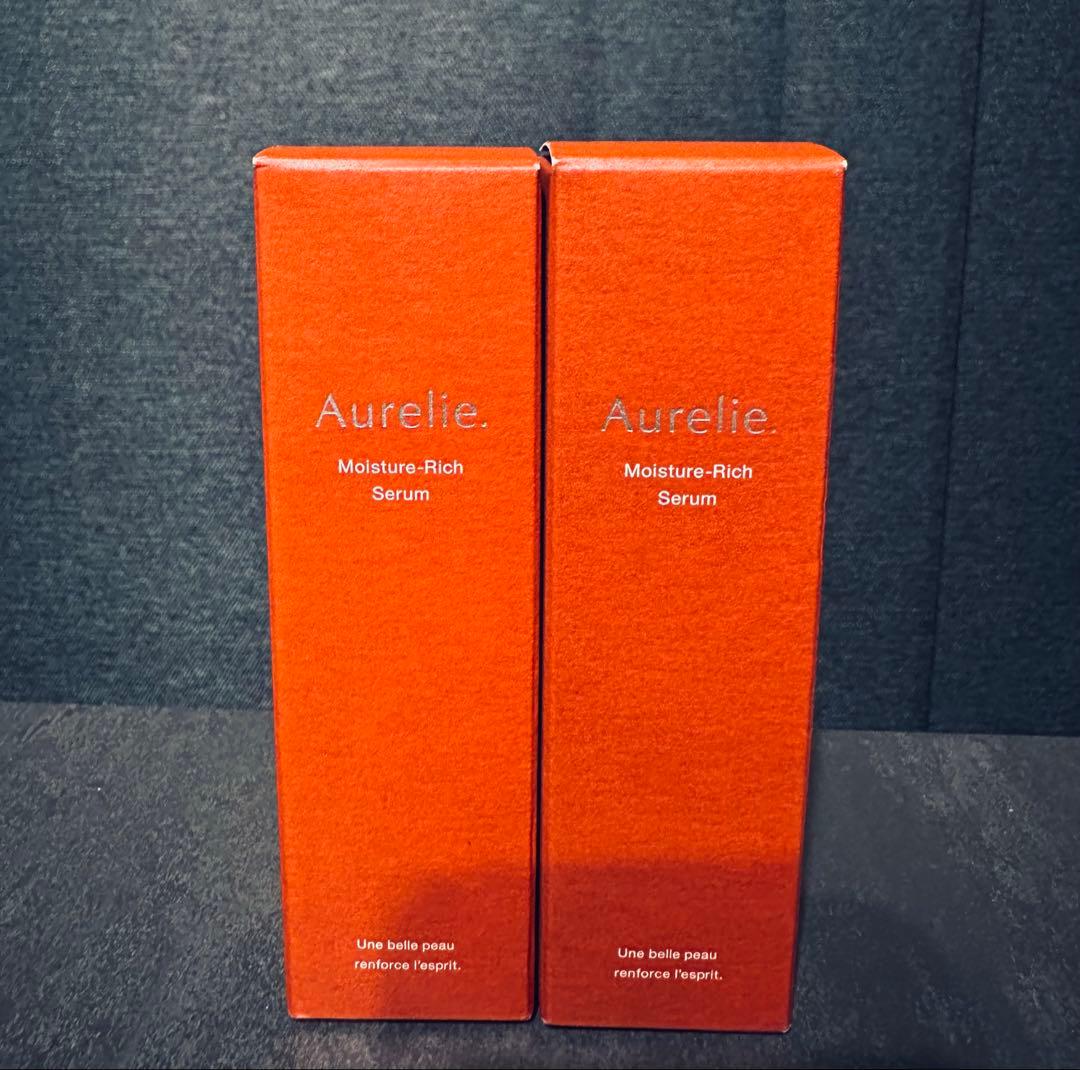 Aurelie.
Moisture-Rich
Serum
Une belle peau
renforce l'esprit.
Aurelie.
Moisture-Rich
Serum
Une belle peau
renforce l'esprit.